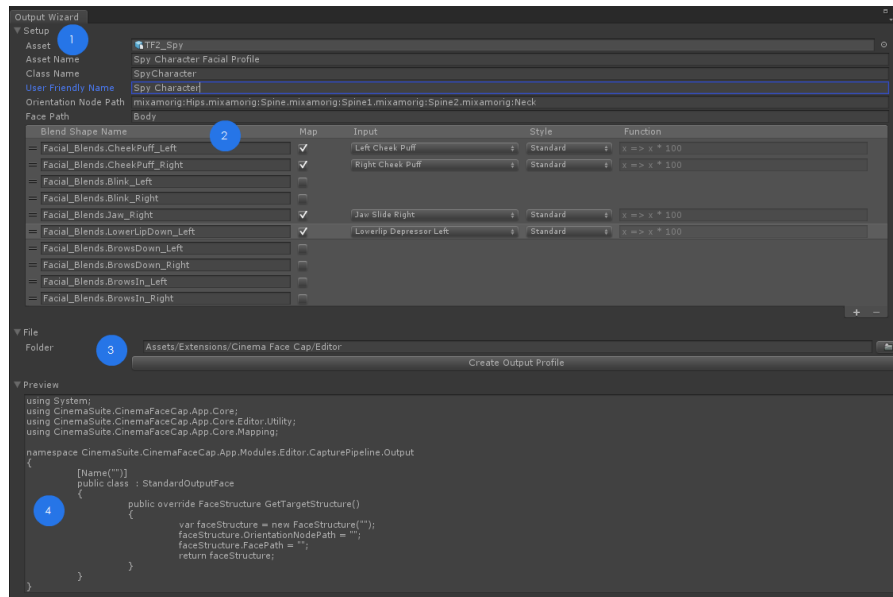 Output Wizard
Setup
1
Asset TF2_Spy
Asset Name Spy Character Facial Profile
Class Name SpyCharacter
User Friendly Name Spy Character
Orientation Node Path mixamorig:Hips.mixamorig:Spine.mixamorig:Spine1.mixamorig:Spine2.mixamorig:Neck
Face Path Body
Blend Shape Name 2 Map Input Style Function
Facial_Blends.CheekPuff_Left Left Cheek Puff Standard x => x * 100
Facial_Blends.CheekPuff_Right Right Cheek Puff Standard x => x * 100
Facial_Blends.Blink_Left
Facial_Blends.Blink_Right
Facial_Blends.Jaw_Right Jaw Slide Right Standard x => x * 100
Facial_Blends.LowerLipDown_Left Lowerlip Depressor Left Standard x => x * 100
Facial_Blends.BrowsDown_Left
Facial_Blends.BrowsDown_Right
Facial_Blends.BrowsIn_Left
Facial_Blends.BrowsIn_Right
+ −
File
Folder 3 Assets/Extensions/Cinema Face Cap/Editor
Create Output Profile
Preview
using System;
using CinemaSuite.CinemaFaceCap.App.Core;
using CinemaSuite.CinemaFaceCap.App.Core.Editor.Utility;
using CinemaSuite.CinemaFaceCap.App.Core.Mapping;
namespace CinemaSuite.CinemaFaceCap.App.Modules.Editor.CapturePipeline.Output
{
[Name("")]
public class : StandardOutputFace
{
4
public override FaceStructure GetTargetStructure()
{
var faceStructure = new FaceStructure("");
faceStructure.OrientationNodePath = "";
faceStructure.FacePath = "";
return faceStructure;
}
}
}